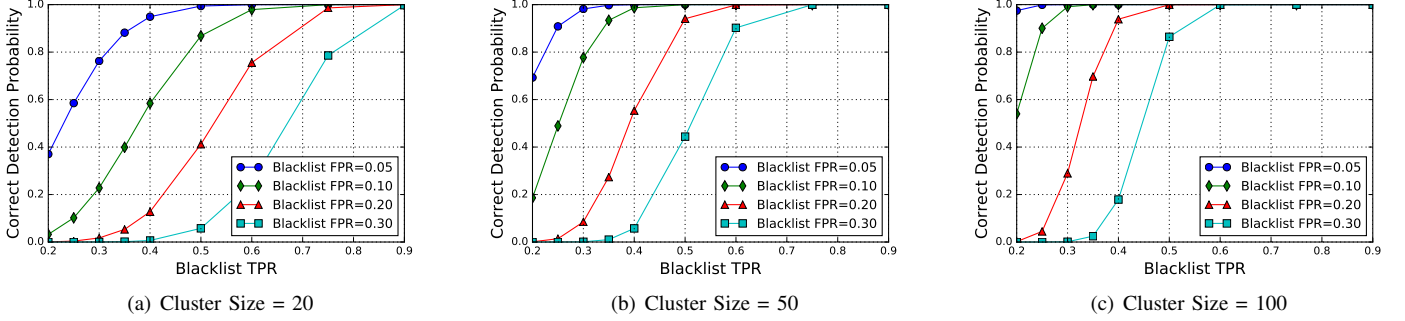 Correct Detection Probability
1.0
0.8
0.6
0.4
0.2
0.0
0.2 0.3 0.4 0.5 0.6 0.7 0.8 0.9
Blacklist TPR
Blacklist FPR=0.05
Blacklist FPR=0.10
Blacklist FPR=0.20
Blacklist FPR=0.30
(a) Cluster Size = 20
Correct Detection Probability
1.0
0.8
0.6
0.4
0.2
0.0
0.2 0.3 0.4 0.5 0.6 0.7 0.8 0.9
Blacklist TPR
Blacklist FPR=0.05
Blacklist FPR=0.10
Blacklist FPR=0.20
Blacklist FPR=0.30
(b) Cluster Size = 50
Correct Detection Probability
1.0
0.8
0.6
0.4
0.2
0.0
0.2 0.3 0.4 0.5 0.6 0.7 0.8 0.9
Blacklist TPR
Blacklist FPR=0.05
Blacklist FPR=0.10
Blacklist FPR=0.20
Blacklist FPR=0.30
(c) Cluster Size = 100